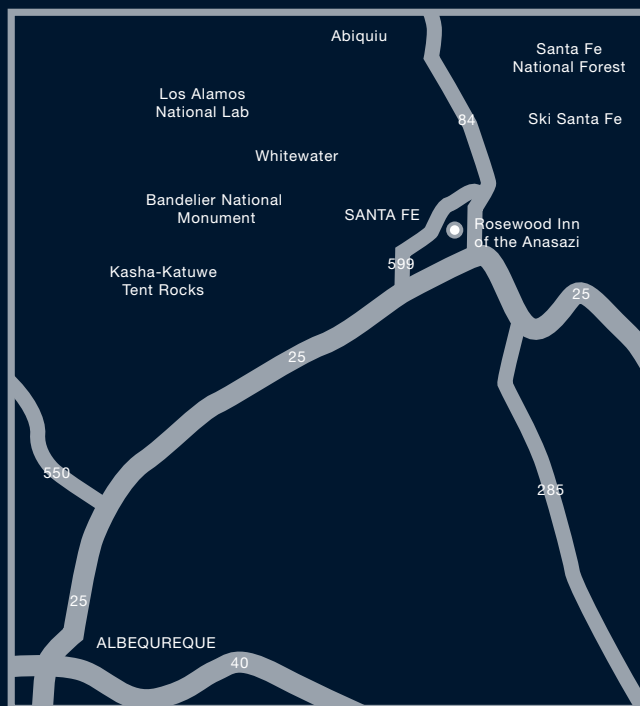 Abiquiu
Santa Fe
National Forest
Los Alamos
National Lab
84
Ski Santa Fe
Whitewater
Bandelier National
Monument
SANTA FE
Rosewood Inn
of the Anasazi
599
Kasha-Katuwe
Tent Rocks
25
25
550
285
25
ALBEQUREQUE
40